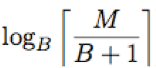 log_B ⌈ M / (B + 1) ⌉